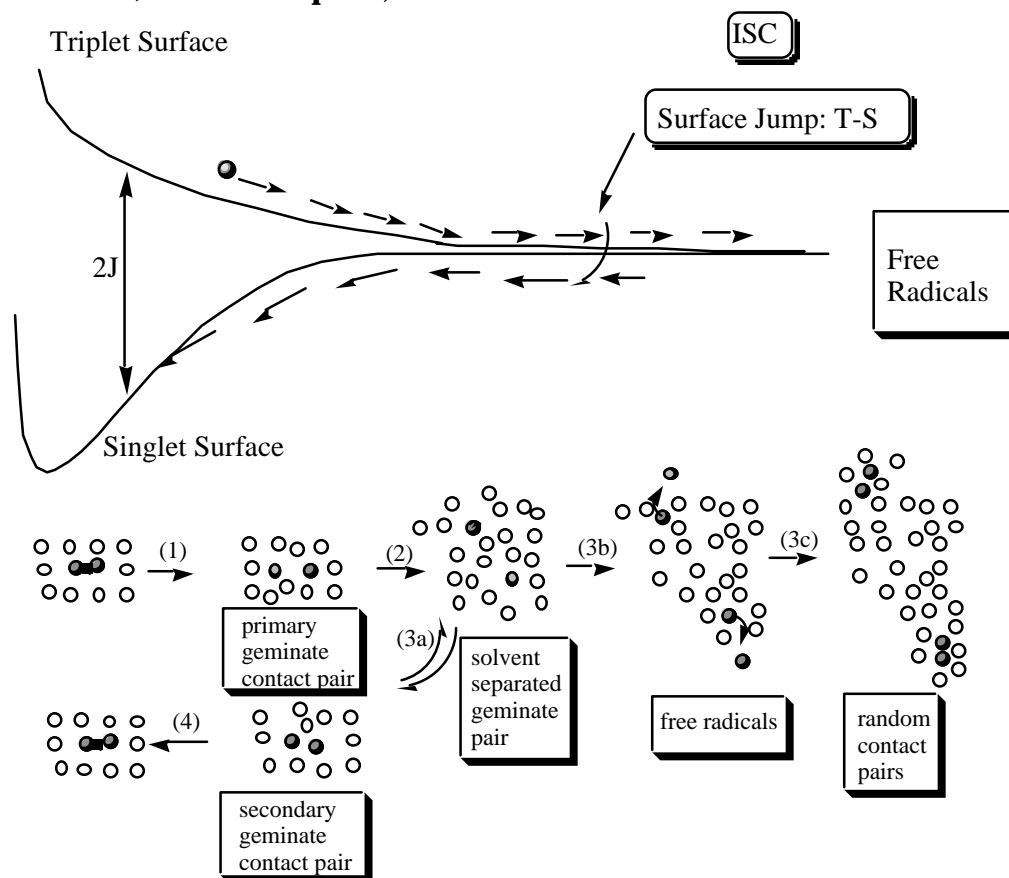 Triplet Surface
ISC
Surface Jump: T-S
2J
Free
Radicals
Singlet Surface
(1)
(2)
(3b)
(3c)
primary
geminate
contact pair
(3a)
solvent
separated
geminate
pair
free radicals
random
contact
pairs
(4)
secondary
geminate
contact pair